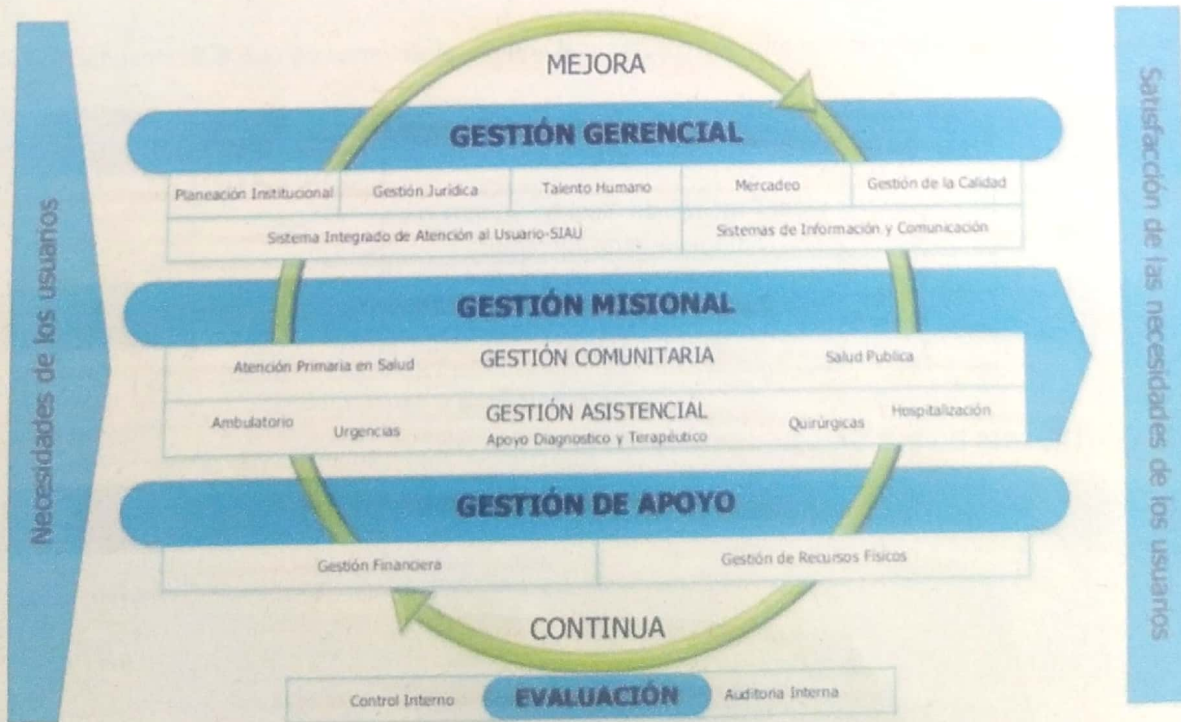 Necesidades de los usuarios
MEJORA
GESTIÓN GERENCIAL
Planeación Institucional
Gestión Jurídica
Talento Humano
Mercadeo
Gestión de la Calidad
Sistema Integrado de Atención al Usuario-SIAU
Sistemas de Información y Comunicación
GESTIÓN MISIONAL
Atención Primaria en Salud
GESTIÓN COMUNITARIA
Salud Publica
Ambulatorio
Urgencias
GESTIÓN ASISTENCIAL
Apoyo Diagnostico y Terapéutico
Quirúrgicas
Hospitalización
GESTIÓN DE APOYO
Gestión Financiera
Gestión de Recursos Físicos
CONTINUA
Control Interno
EVALUACIÓN
Auditoria Interna
Satisfacción de las necesidades de los usuarios